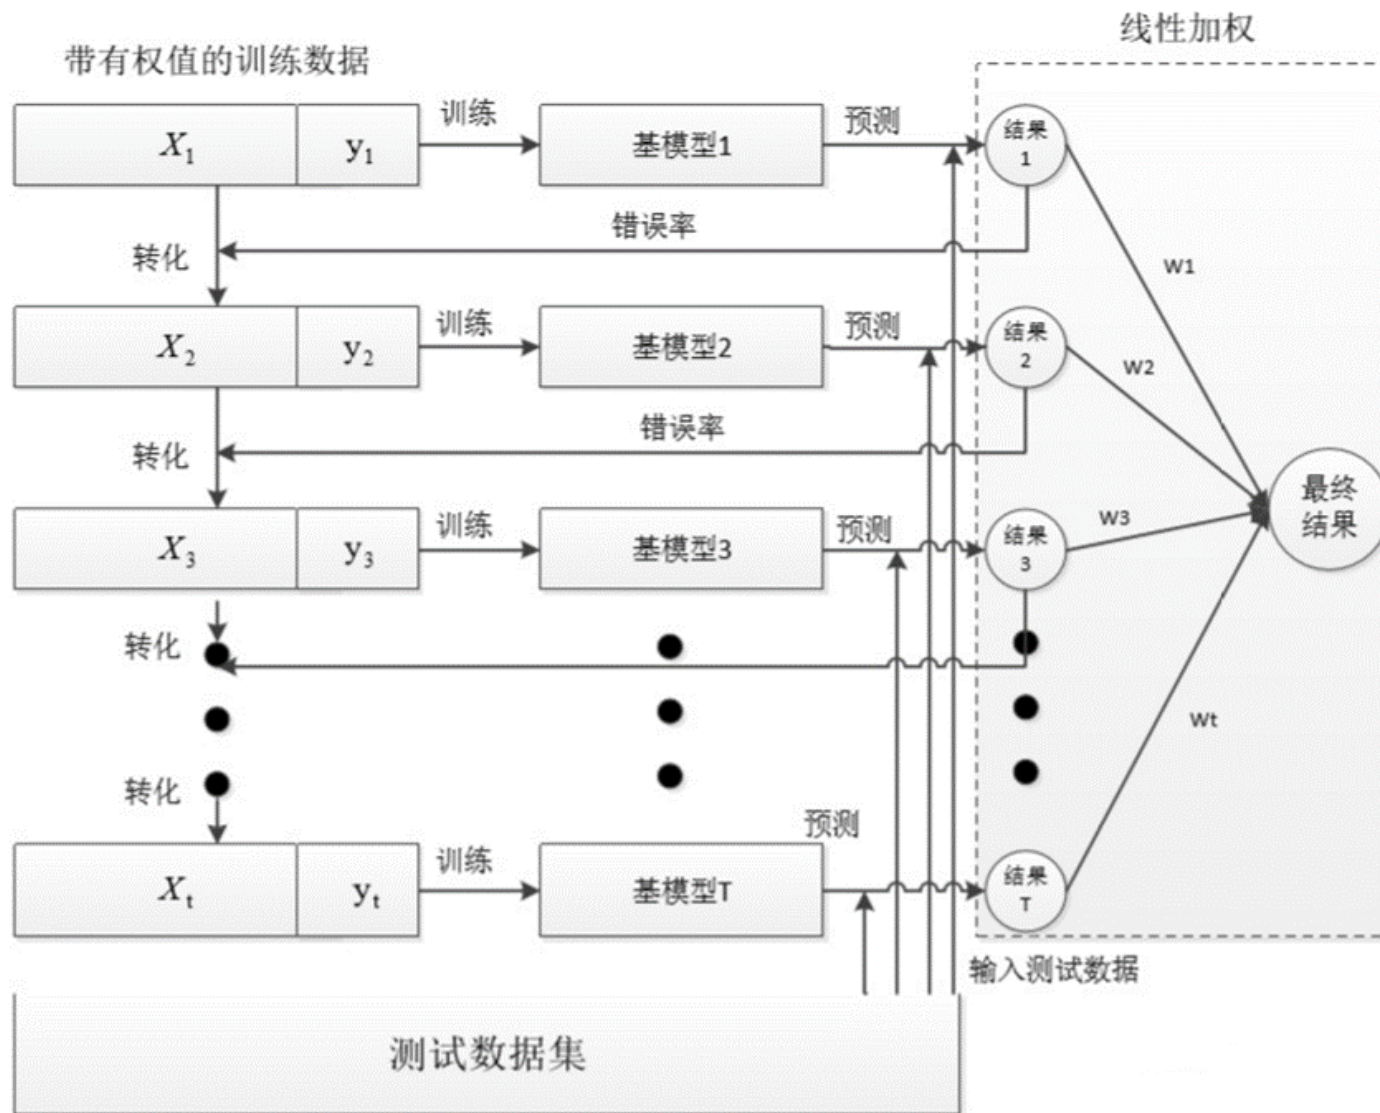 线性加权
带有权值的训练数据
X₁ y₁ 训练 基模型1 预测 结果
1
错误率
转化
W1
X₂ y₂ 训练 基模型2 预测 结果
2
W2
错误率
转化
最终
结果
X₃ y₃ 训练 基模型3 预测 结果
3
W3
转化
Wt
转化
预测
Xₜ yₜ 训练 基模型T 结果
T
输入测试数据
测试数据集